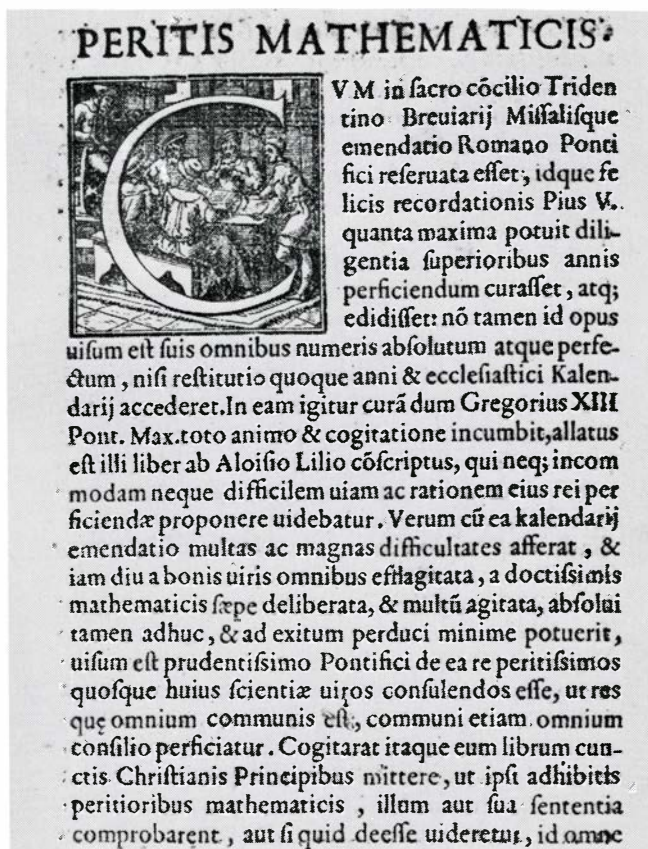 PERITIS MATHEMATICIS.
CVM in sacro cōcilio Triden
tino Breuiarij Missalisque
emendatio Romano Ponti
fici reseruata esset, idque fe
licis recordationis Pius V.
quanta maxima potuit dili-
gentia superioribus annis
perficiendum curasset, atq;
edidisset: nō tamen id opus
uisum est suis omnibus numeris absolutum atque perfe-
ctum, nisi restitutio quoque anni & ecclesiastici Kalen-
darij accederet. In eam igitur curā dum Gregorius XIII
Pont. Max. toto animo & cogitatione incumbit, allatus
est illi liber ab Aloisio Lilio cōscriptus, qui neq; incom
modam neque difficilem uiam ac rationem eius rei per
ficiendæ proponere uidebatur. Verum cū ea kalendarij
emendatio multas ac magnas difficultates afferat, &
iam diu a bonis uiris omnibus efflagitata, a doctissimis
mathematicis sæpe deliberata, & multū agitata, absolui
tamen adhuc, & ad exitum perduci minime potuerit,
uisum est prudentissimo Pontifici de ea re peritissimos
quosque huius scientiæ uiros consulendos esse, ut res
quę omnium communis est, communi etiam omnium
consilio perficiatur. Cogitarat itaque eum librum cun-
ctis Christianis Principibus mittere, ut ipsi adhibitis
peritioribus mathematicis, illum aut sua sententia
comprobarent, aut si quid deesse uideretur, id omne